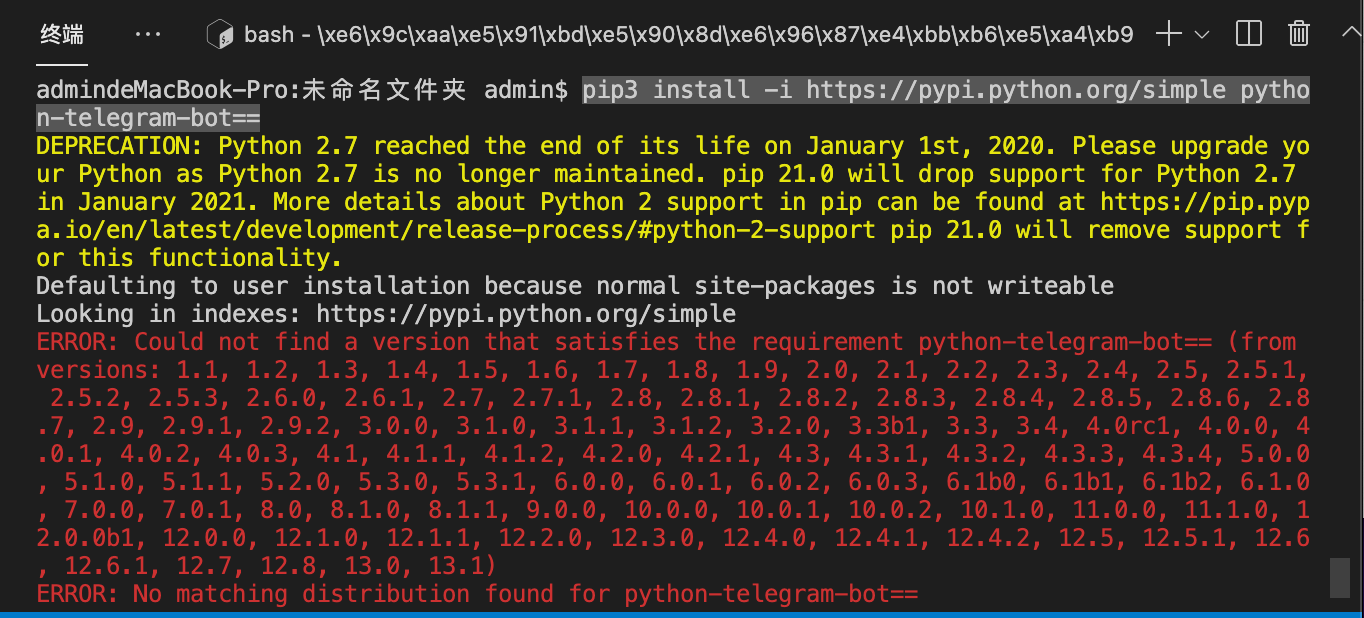 终端 ··· bash - \xe6\x9c\xaa\xe5\x91\xbd\xe5\x90\x8d\xe6\x96\x87\xe4\xbb\xb6\xe5\xa4\xb9
admindeMacBook-Pro:未命名文件夹 admin$ pip3 install -i https://pypi.python.org/simple pytho
n-telegram-bot==
DEPRECATION: Python 2.7 reached the end of its life on January 1st, 2020. Please upgrade yo
ur Python as Python 2.7 is no longer maintained. pip 21.0 will drop support for Python 2.7
in January 2021. More details about Python 2 support in pip can be found at https://pip.pyp
a.io/en/latest/development/release-process/#python-2-support pip 21.0 will remove support f
or this functionality.
Defaulting to user installation because normal site-packages is not writeable
Looking in indexes: https://pypi.python.org/simple
ERROR: Could not find a version that satisfies the requirement python-telegram-bot== (from
versions: 1.1, 1.2, 1.3, 1.4, 1.5, 1.6, 1.7, 1.8, 1.9, 2.0, 2.1, 2.2, 2.3, 2.4, 2.5, 2.5.1,
2.5.2, 2.5.3, 2.6.0, 2.6.1, 2.7, 2.7.1, 2.8, 2.8.1, 2.8.2, 2.8.3, 2.8.4, 2.8.5, 2.8.6, 2.8
.7, 2.9, 2.9.1, 2.9.2, 3.0.0, 3.1.0, 3.1.1, 3.1.2, 3.2.0, 3.3b1, 3.3, 3.4, 4.0rc1, 4.0.0, 4
.0.1, 4.0.2, 4.0.3, 4.1, 4.1.1, 4.1.2, 4.2.0, 4.2.1, 4.3, 4.3.1, 4.3.2, 4.3.3, 4.3.4, 5.0.0
, 5.1.0, 5.1.1, 5.2.0, 5.3.0, 5.3.1, 6.0.0, 6.0.1, 6.0.2, 6.0.3, 6.1b0, 6.1b1, 6.1b2, 6.1.0
, 7.0.0, 7.0.1, 8.0, 8.1.0, 8.1.1, 9.0.0, 10.0.0, 10.0.1, 10.0.2, 10.1.0, 11.0.0, 11.1.0, 1
2.0.0b1, 12.0.0, 12.1.0, 12.1.1, 12.2.0, 12.3.0, 12.4.0, 12.4.1, 12.4.2, 12.5, 12.5.1, 12.6
, 12.6.1, 12.7, 12.8, 13.0, 13.1)
ERROR: No matching distribution found for python-telegram-bot==